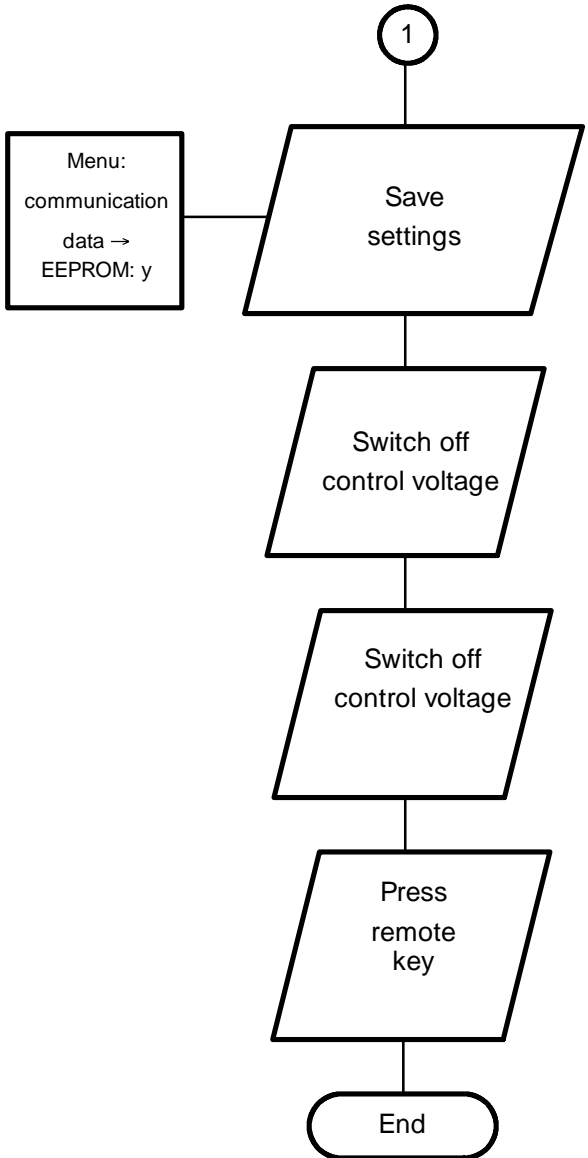 1
Menu:
communication
data →
EEPROM: y
Save
settings
Switch off
control voltage
Switch off
control voltage
Press
remote
key
End